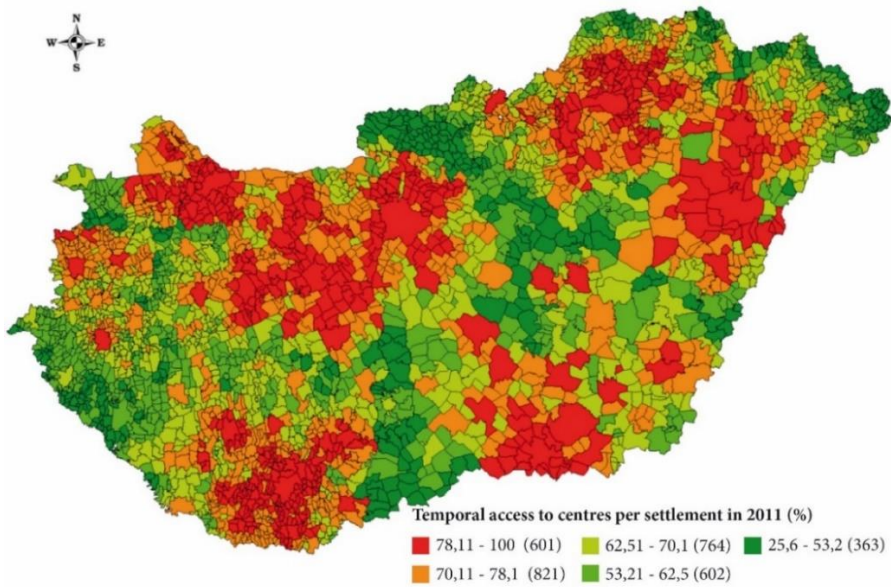 N
W E
S
Temporal access to centres per settlement in 2011 (%)
78,11 - 100 (601) 62,51 - 70,1 (764) 25,6 - 53,2 (363)
70,11 - 78,1 (821) 53,21 - 62,5 (602)